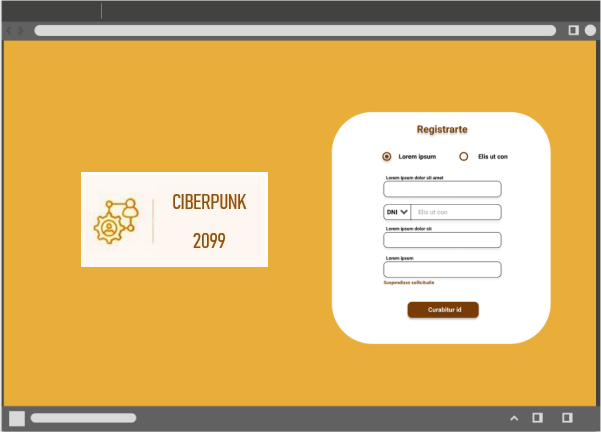 CIBERPUNK
2099
Registrarte
Lorem ipsum
Elis ut con
Lorem ipsum dolor sit amet
DNI
Elis ut con
Lorem ipsum dolor sit
Lorem ipsum
Suspendisse sollicitudin
Curabitur id